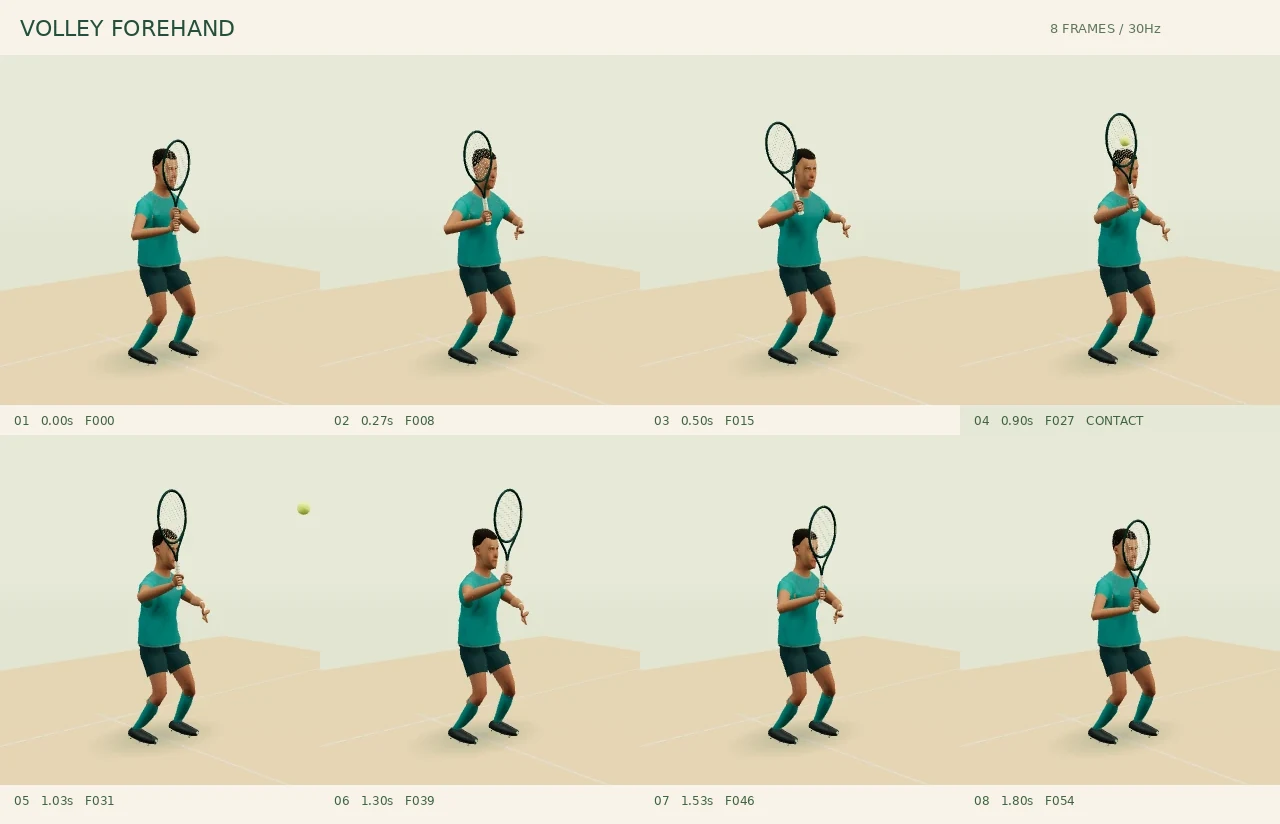 VOLLEY FOREHAND
8 FRAMES / 30Hz
01 0.00s F000
02 0.27s F008
03 0.50s F015
04 0.90s F027 CONTACT
05 1.03s F031
06 1.30s F039
07 1.53s F046
08 1.80s F054